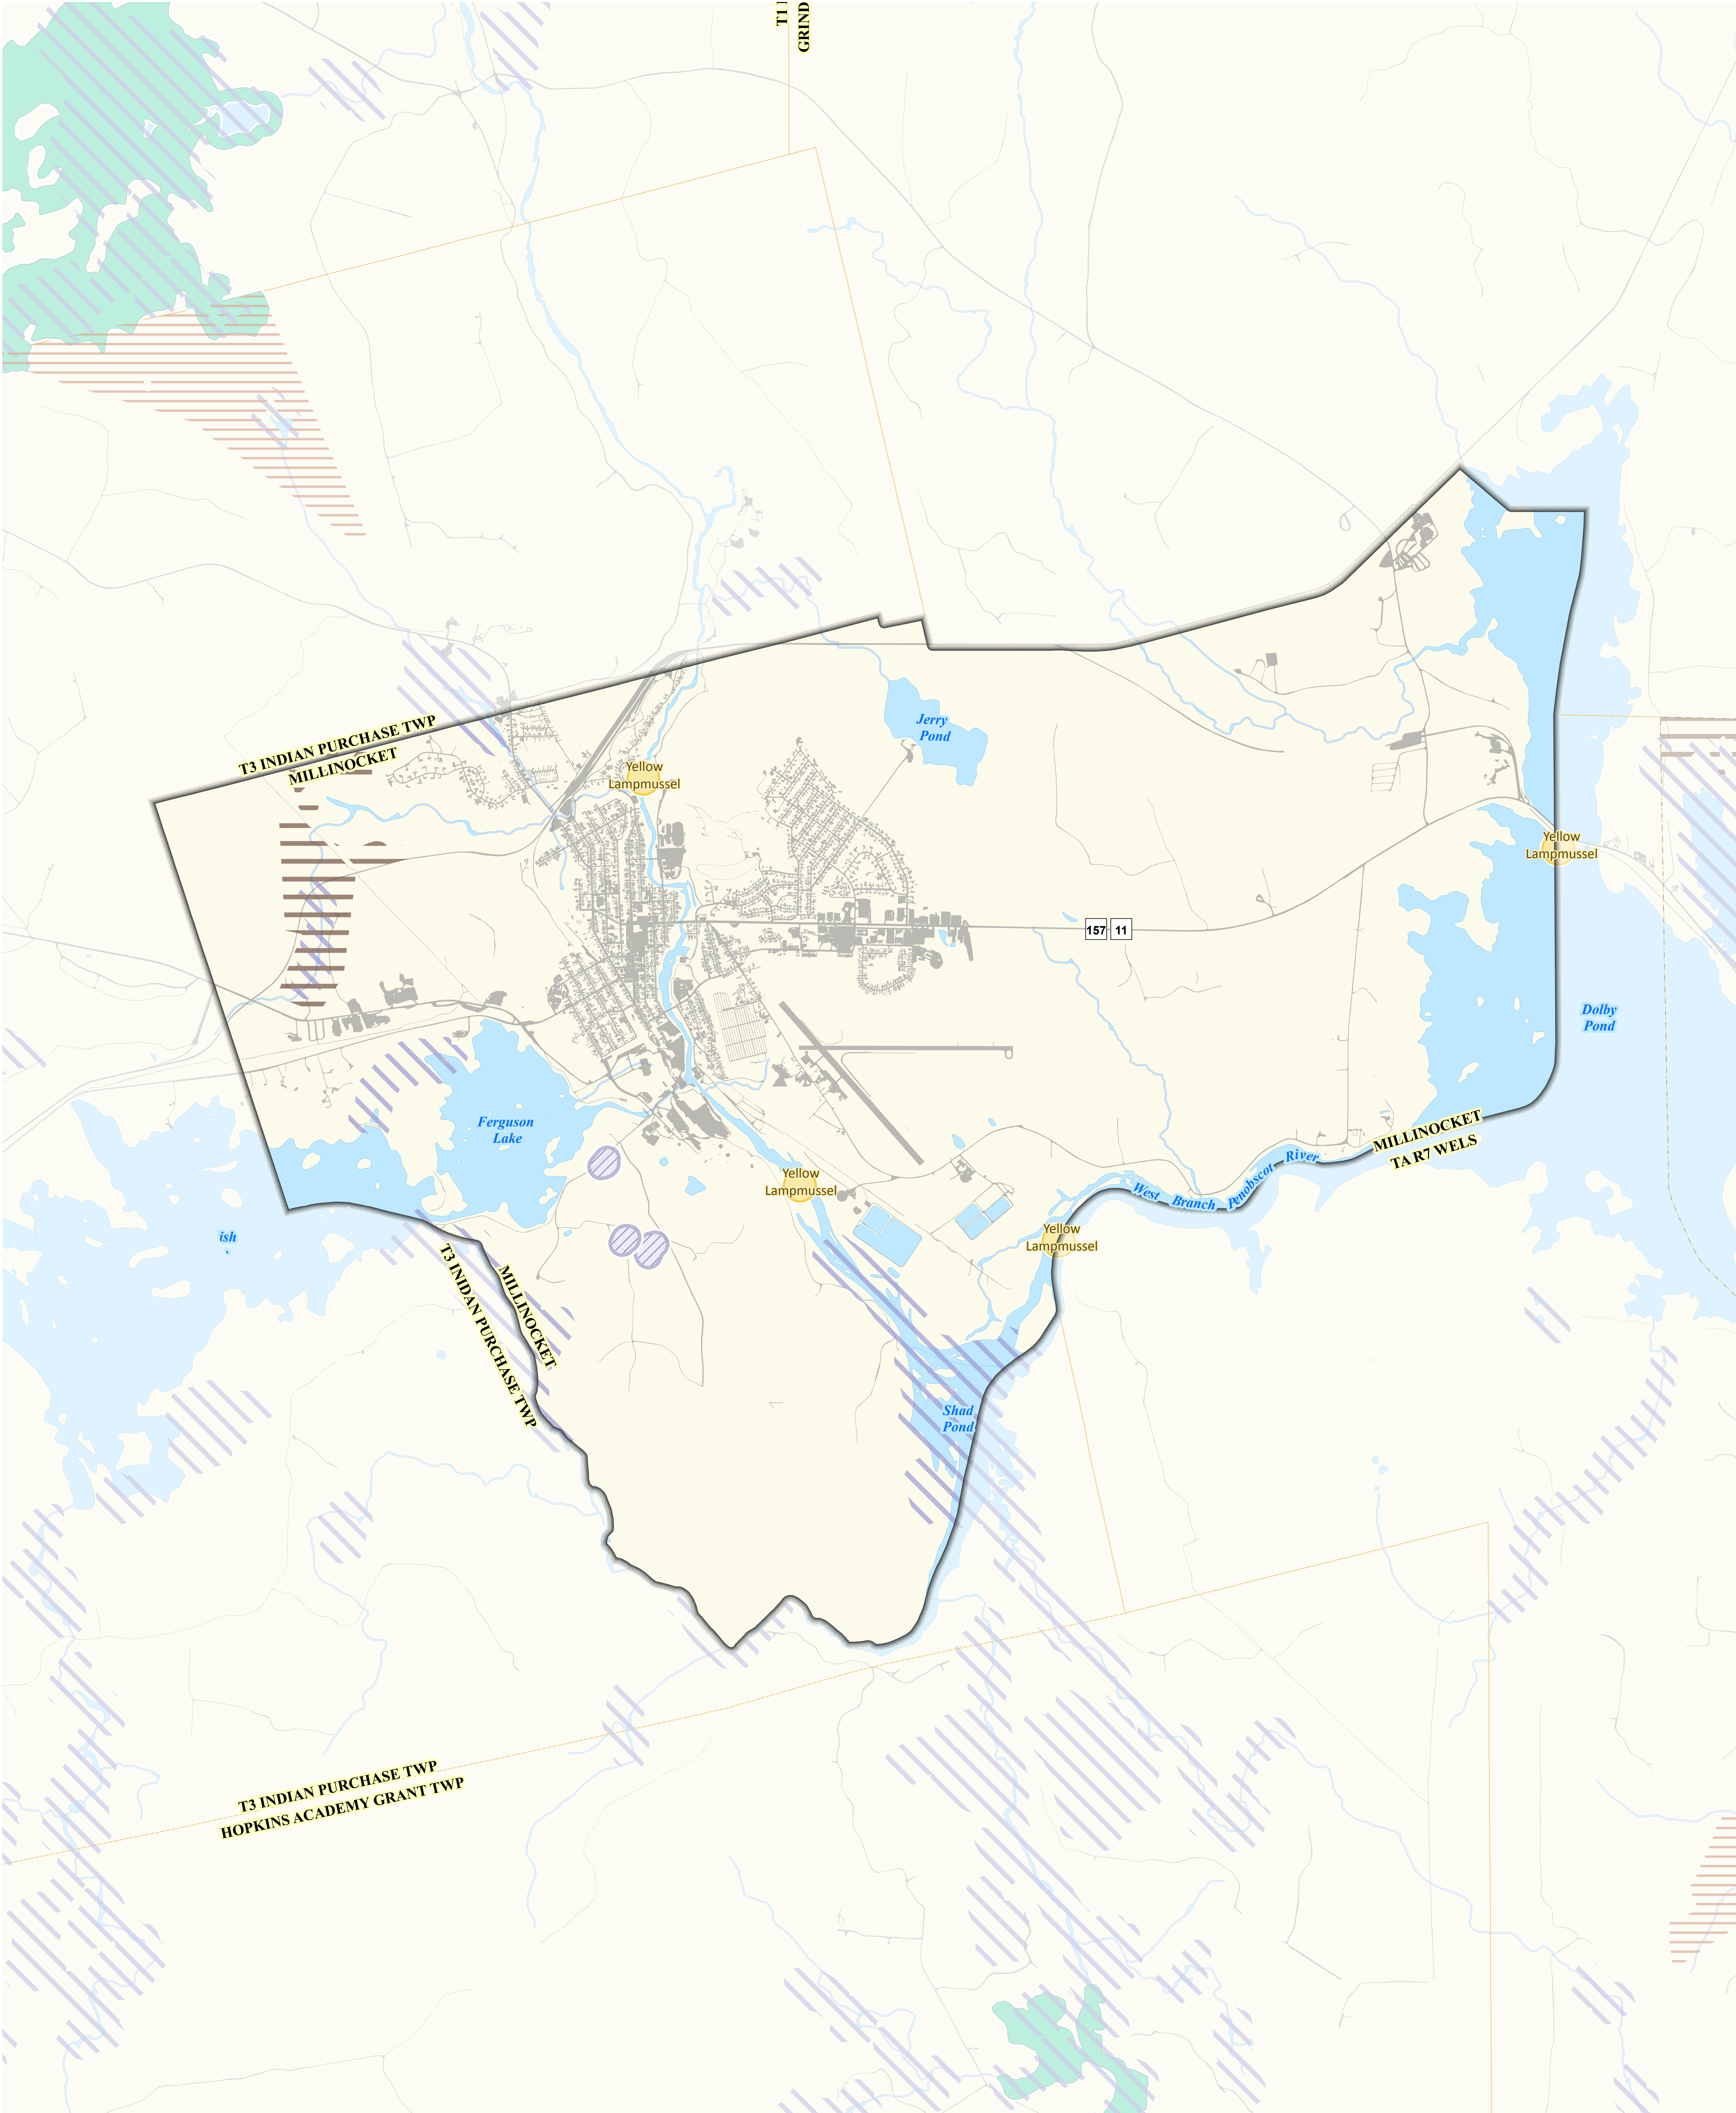 T1
GRIND
T3 INDIAN PURCHASE TWP
MILLINOCKET
Jerry
Pond
Yellow
Lampmussel
Yellow
Lampmussel
157 11
Dolby
Pond
Ferguson
Lake
MILLINOCKET
TA R7 WELS
West Branch Penobscot River
Yellow
Lampmussel
Yellow
Lampmussel
ish
MILLINOCKET
T3 INIDAN PURCHASE TWP
Shad
Pond
T3 INDIAN PURCHASE TWP
HOPKINS ACADEMY GRANT TWP